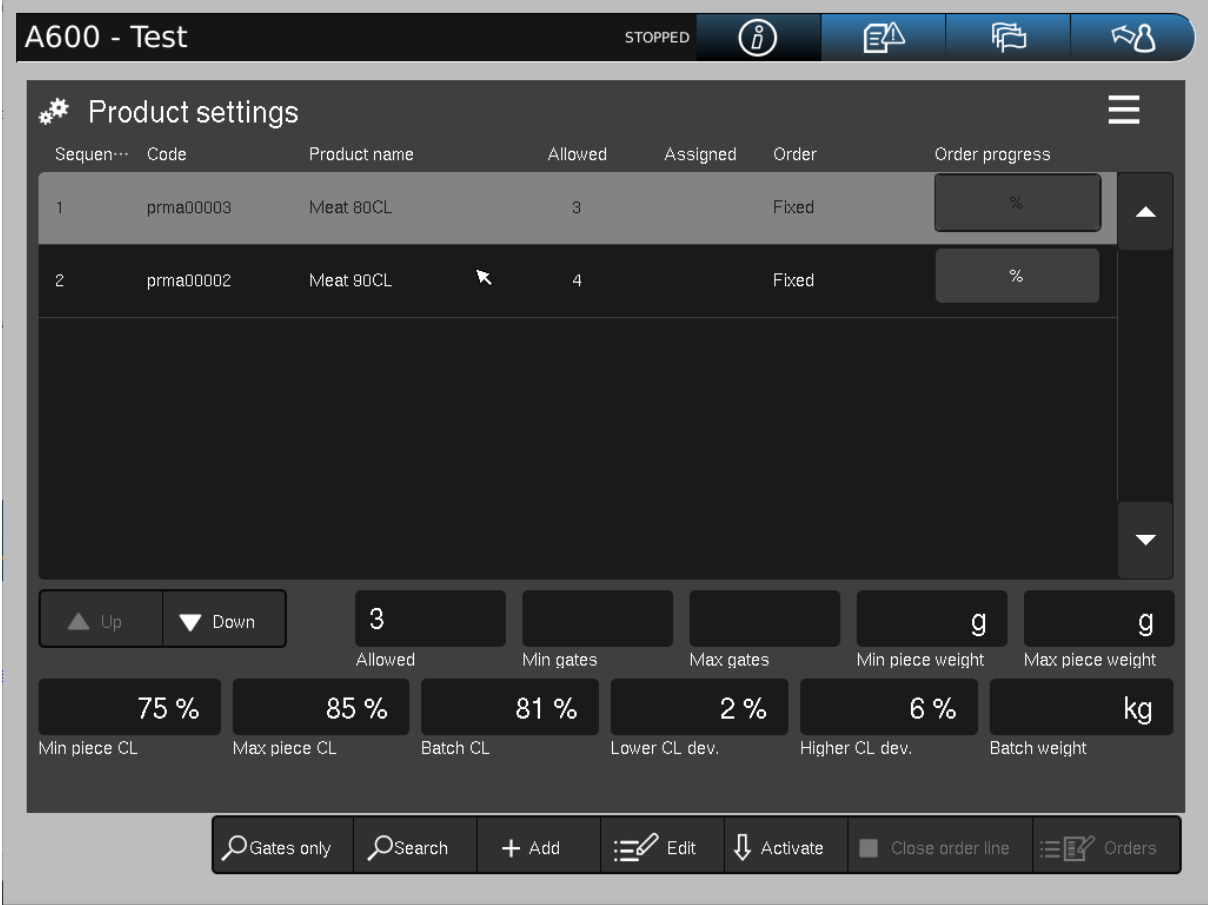 A600 - Test STOPPED
Product settings
Sequen··· Code Product name Allowed Assigned Order Order progress
1 prma00003 Meat 80CL 3 Fixed %
2 prma00002 Meat 90CL 4 Fixed %
Up Down 3 g g
Allowed Min gates Max gates Min piece weight Max piece weight
75 % 85 % 81 % 2 % 6 % kg
Min piece CL Max piece CL Batch CL Lower CL dev. Higher CL dev. Batch weight
Gates only Search + Add Edit Activate Close order line Orders